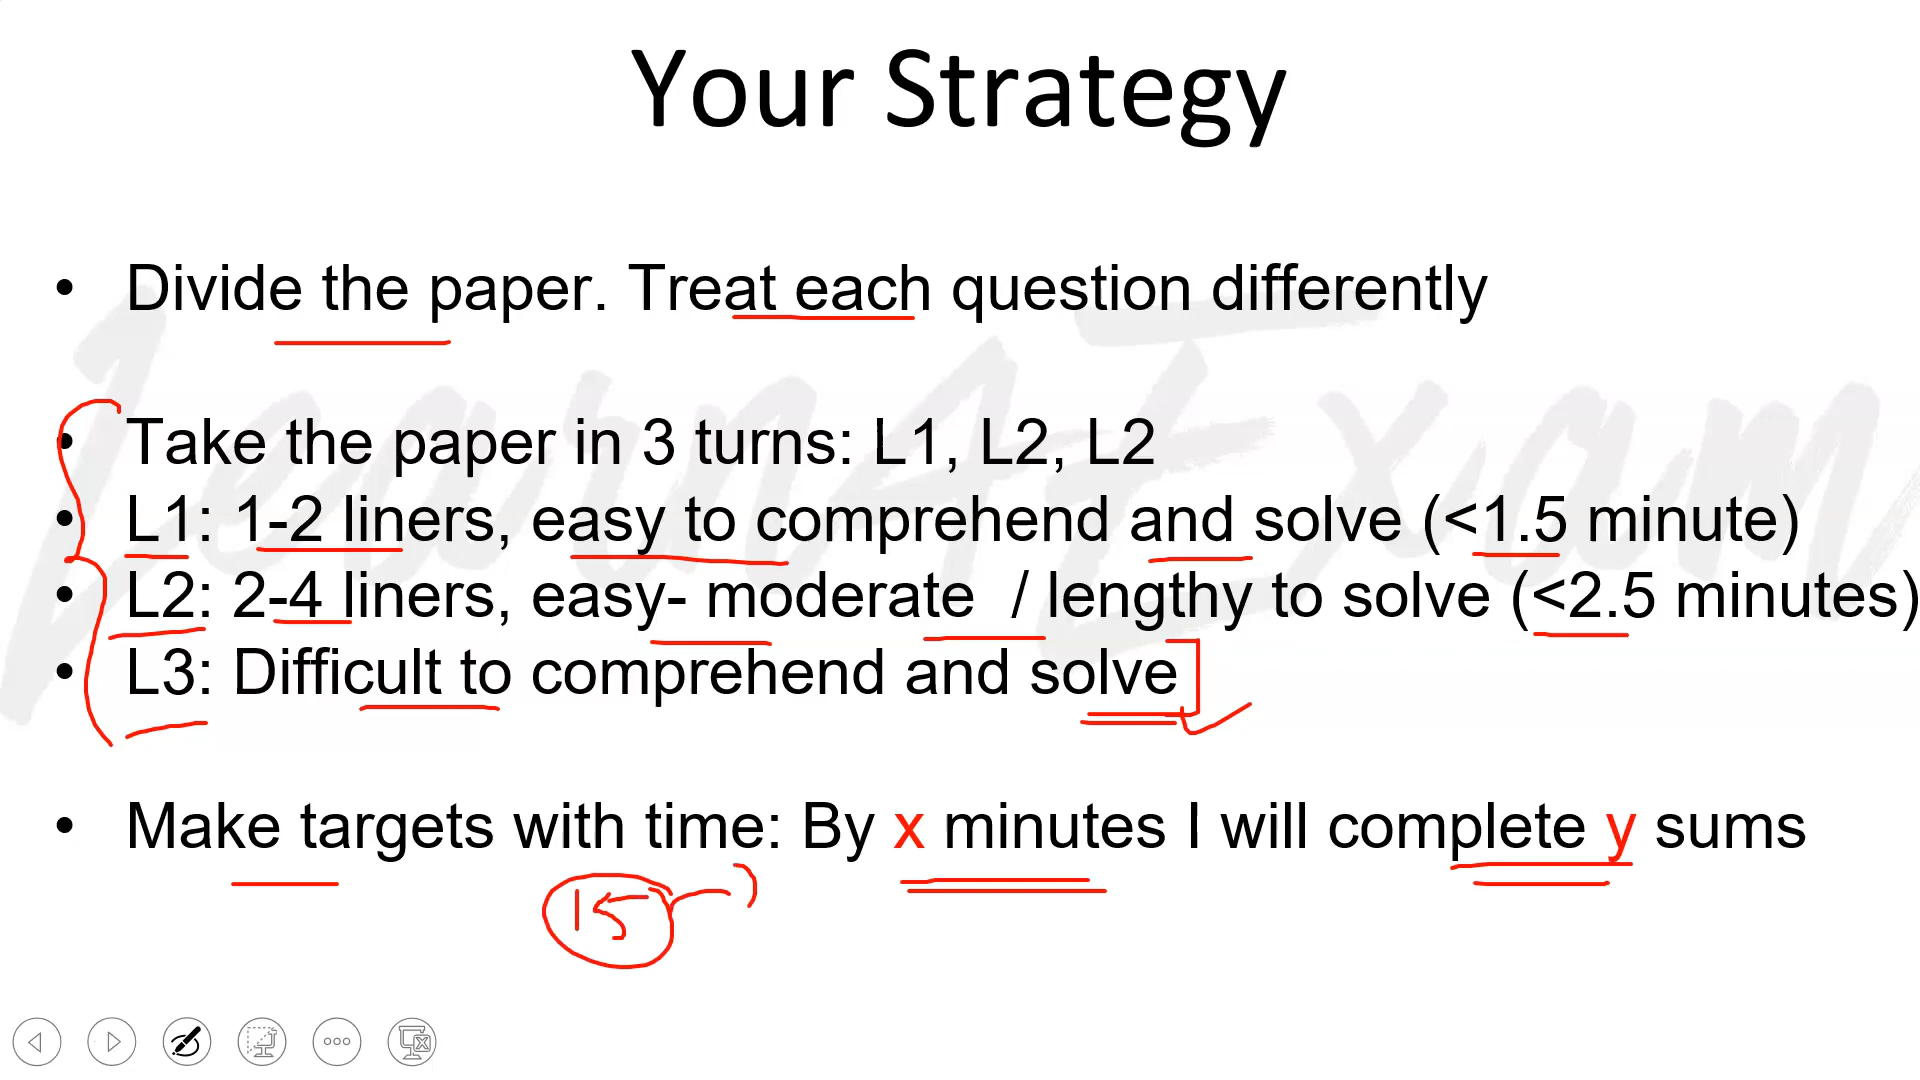 Your Strategy
• Divide the paper. Treat each question differently
• Take the paper in 3 turns: L1, L2, L2
• L1: 1-2 liners, easy to comprehend and solve (<1.5 minute)
• L2: 2-4 liners, easy- moderate / lengthy to solve (<2.5 minutes)
• L3: Difficult to comprehend and solve
• Make targets with time: By x minutes I will complete y sums
15
Learn4Exam